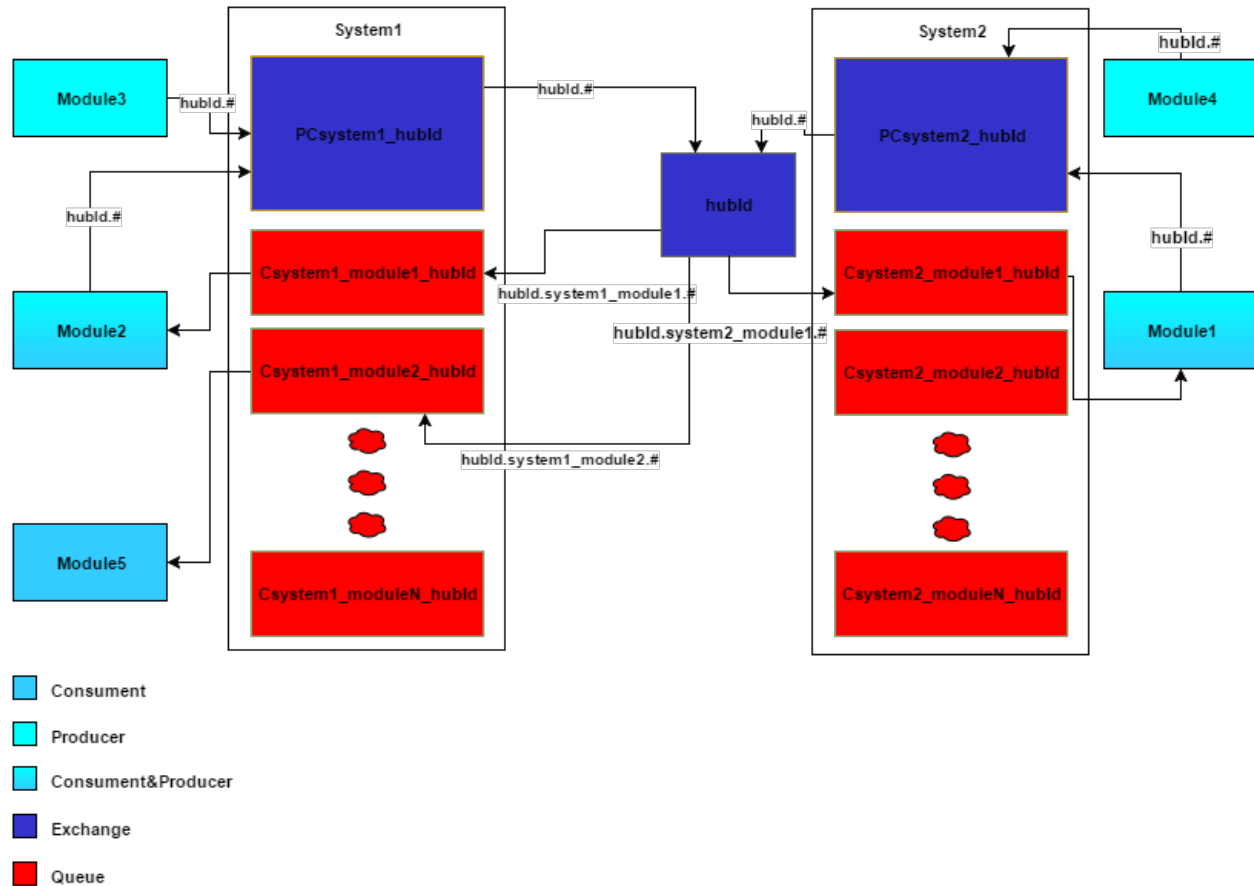 System1
System2
hubId.#
Module3
hubId.#
PCsystem1_hubId
hubId.#
hubId.#
PCsystem2_hubId
Module4
hubId
hubId.#
hubId.#
Csystem1_module1_hubId
Csystem2_module1_hubId
hubId.system1_module1.#
Module2
hubId.system2_module1.#
Module1
Csystem1_module2_hubId
Csystem2_module2_hubId
hubId.system1_module2.#
Module5
Csystem1_moduleN_hubId
Csystem2_moduleN_hubId
Consument
Producer
Consument&Producer
Exchange
Queue